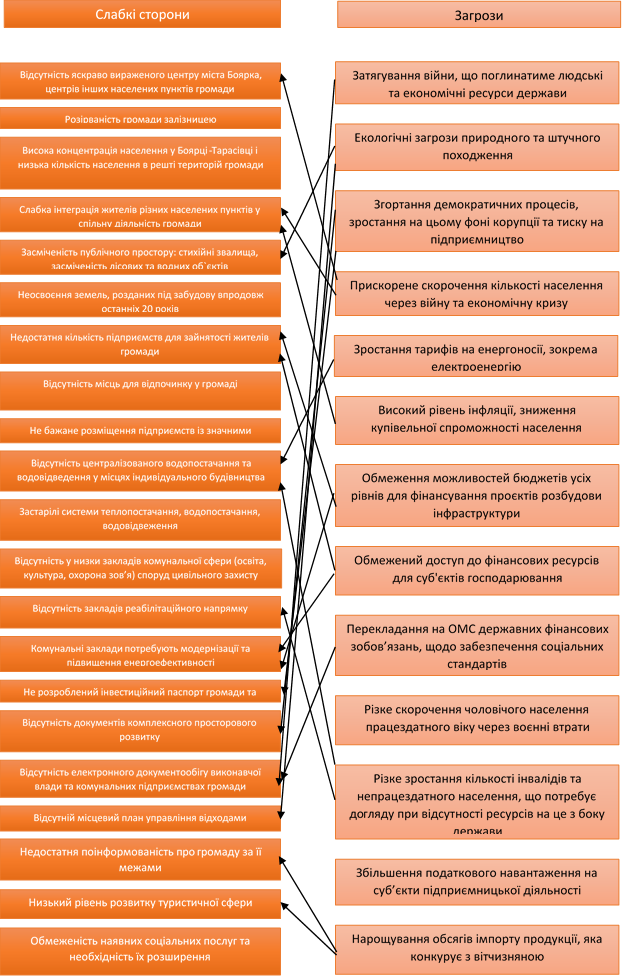 Слабкі сторони
Відсутність яскраво вираженого центру міста Боярка,
центрів інших населених пунктів громади
Розірваність громади залізницею
Висока концентрація населення у Боярці -Тарасівці і
низька кількість населення в решті територій громади
Слабка інтеграція жителів різних населених пунктів у
спільну діяльність громади
Засміченість публічного простору: стихійні звалища,
засміченість лісових та водних об`єктів
Неосвоєння земель, розданих під забудову впродовж
останніх 20 років
Недостатня кількість підприємств для зайнятості жителів
громади
Відсутність місць для відпочинку у громаді
Не бажане розміщення підприємств із значними
Відсутність централізованого водопостачання та
водовідведення у місцях індивідуального будівництва
Застарілі системи теплопостачання, водопостачання,
водовідвеження
Відсутність у низки закладів комунальної сфери (освіта,
культура, охорона зов’я) споруд цивільного захисту
Відсутність закладів реабілітаційного напрямку
Комунальні заклади потребують модернізації та
підвищення енергоефективності
Не розроблений інвестиційний паспорт громади та
Відсутність документів комплексного просторового
розвитку
Відсутність електронного документообігу виконавчої
влади та комунальних підприємствах громади
Відсутній місцевий план управління відходами
Недостатня поінформованість про громаду за її
межами
Низький рівень розвитку туристичної сфери
Обмеженість наявних соціальних послуг та
необхідність їх розширення
Загрози
Затягування війни, що поглинатиме людські
та економічні ресурси держави
Екологічні загрози природного та штучного
походження
Згортання демократичних процесів,
зростання на цьому фоні корупції та тиску на
підприємництво
Прискорене скорочення кількості населення
через війну та економічну кризу
Зростання тарифів на енергоносії, зокрема
електроенергію
Високий рівень інфляції, зниження
купівельної спроможності населення
Обмеження можливостей бюджетів усіх
рівнів для фінансування проєктів розбудови
інфраструктури
Обмежений доступ до фінансових ресурсів
для суб'єктів господарювання
Перекладання на ОМС державних фінансових
зобов’язань, щодо забезпечення соціальних
стандартів
Різке скорочення чоловічого населення
працездатного віку через воєнні втрати
Різке зростання кількості інвалідів та
непрацездатного населення, що потребує
догляду при відсутності ресурсів на це з боку
держави
Збільшення податкового навантаження на
суб’єкти підприємницької діяльності
Нарощування обсягів імпорту продукції, яка
конкурує з вітчизняною